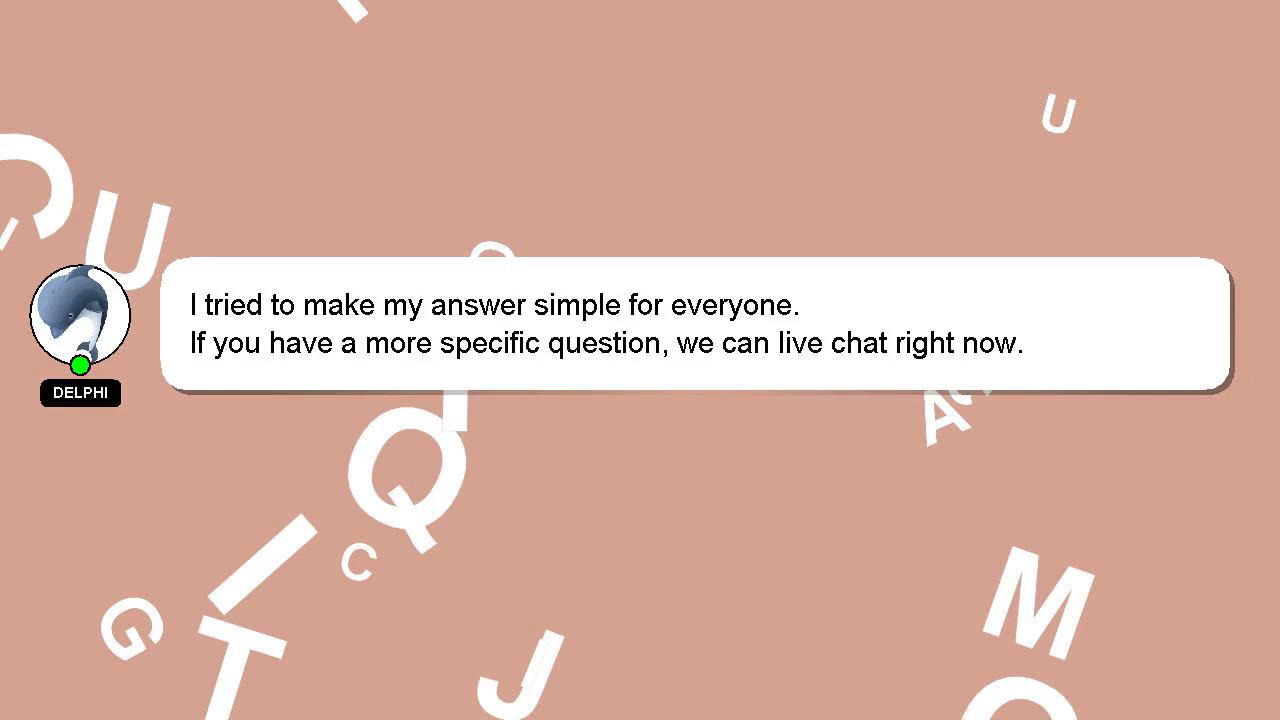 U
U
I tried to make my answer simple for everyone.
If you have a more specific question, we can live chat right now.
DELPHI
A
Q
I
C
G
T
J
M